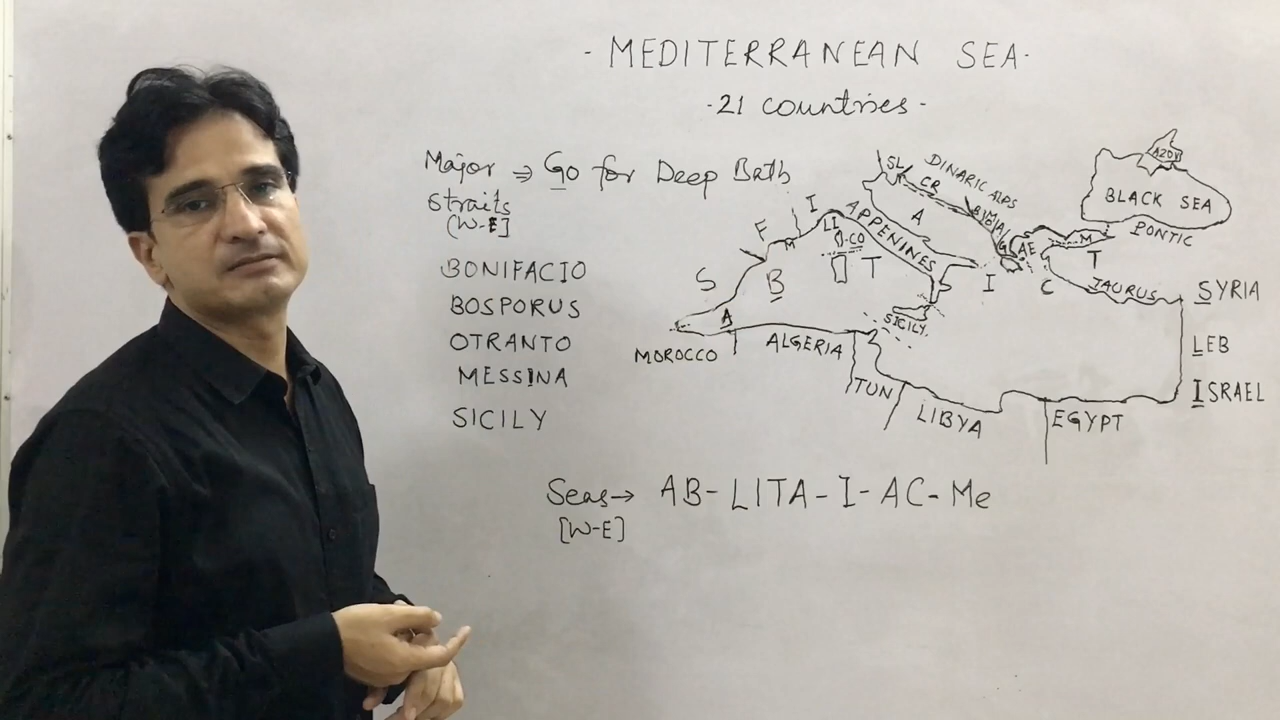 - MEDITERRANEAN SEA -
- 21 countries -
Major ⇒ Go for Deep Bath
Straits
[W-E]
BONIFACIO
BOSPORUS
OTRANTO
MESSINA
SICILY
AZOV
BLACK SEA
PONTIC
SL
CR
DINARIC ALPS
A
APPENINES
I
F
M
LI
CO
T
S
B
A
SICILY
I
G
AE
M
T
C
TAURUS
SYRIA
LEB
ISRAEL
MOROCCO
ALGERIA
TUN
LIBYA
EGYPT
Seas→ AB-LITA-I-AC-Me
[W-E]